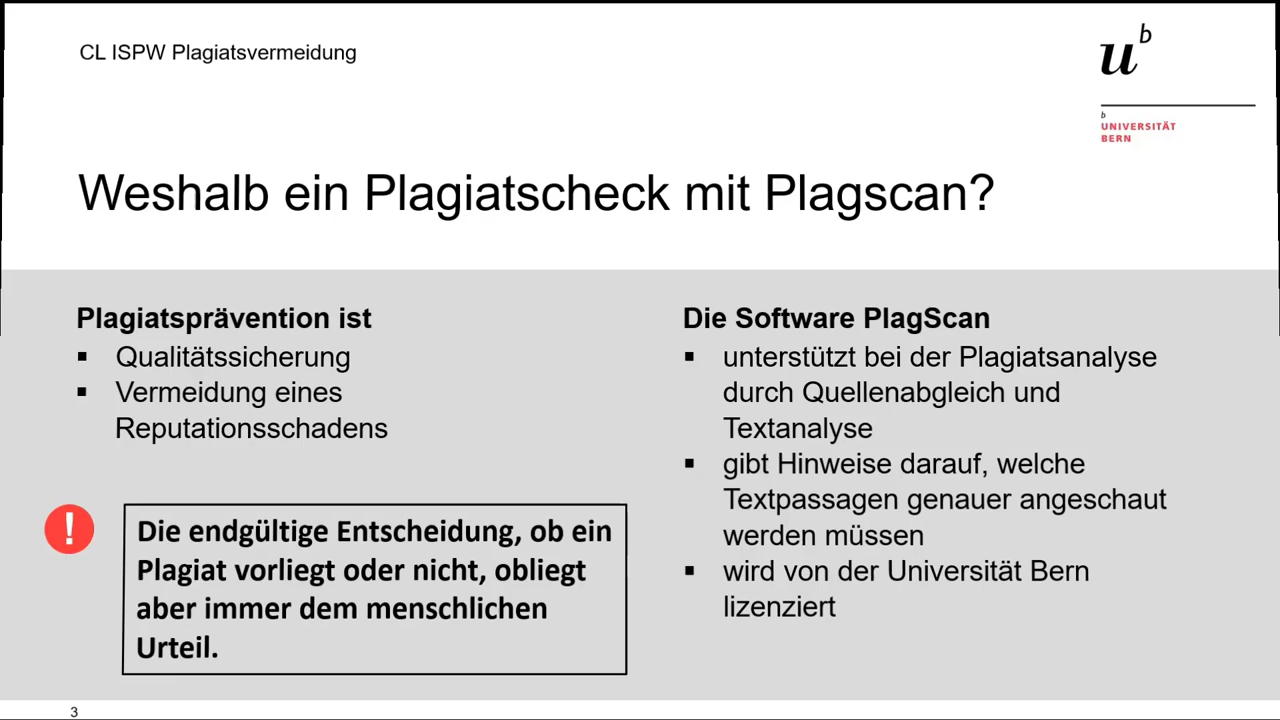 CL ISPW Plagiatsvermeidung
u b
b
UNIVERSITÄT
BERN
Weshalb ein Plagiatscheck mit Plagscan?
Plagiatsprävention ist
▪ Qualitätssicherung
▪ Vermeidung eines
Reputationsschadens
!
Die endgültige Entscheidung, ob ein
Plagiat vorliegt oder nicht, obliegt
aber immer dem menschlichen
Urteil.
Die Software PlagScan
▪ unterstützt bei der Plagiatsanalyse
durch Quellenabgleich und
Textanalyse
▪ gibt Hinweise darauf, welche
Textpassagen genauer angeschaut
werden müssen
▪ wird von der Universität Bern
lizenziert
3